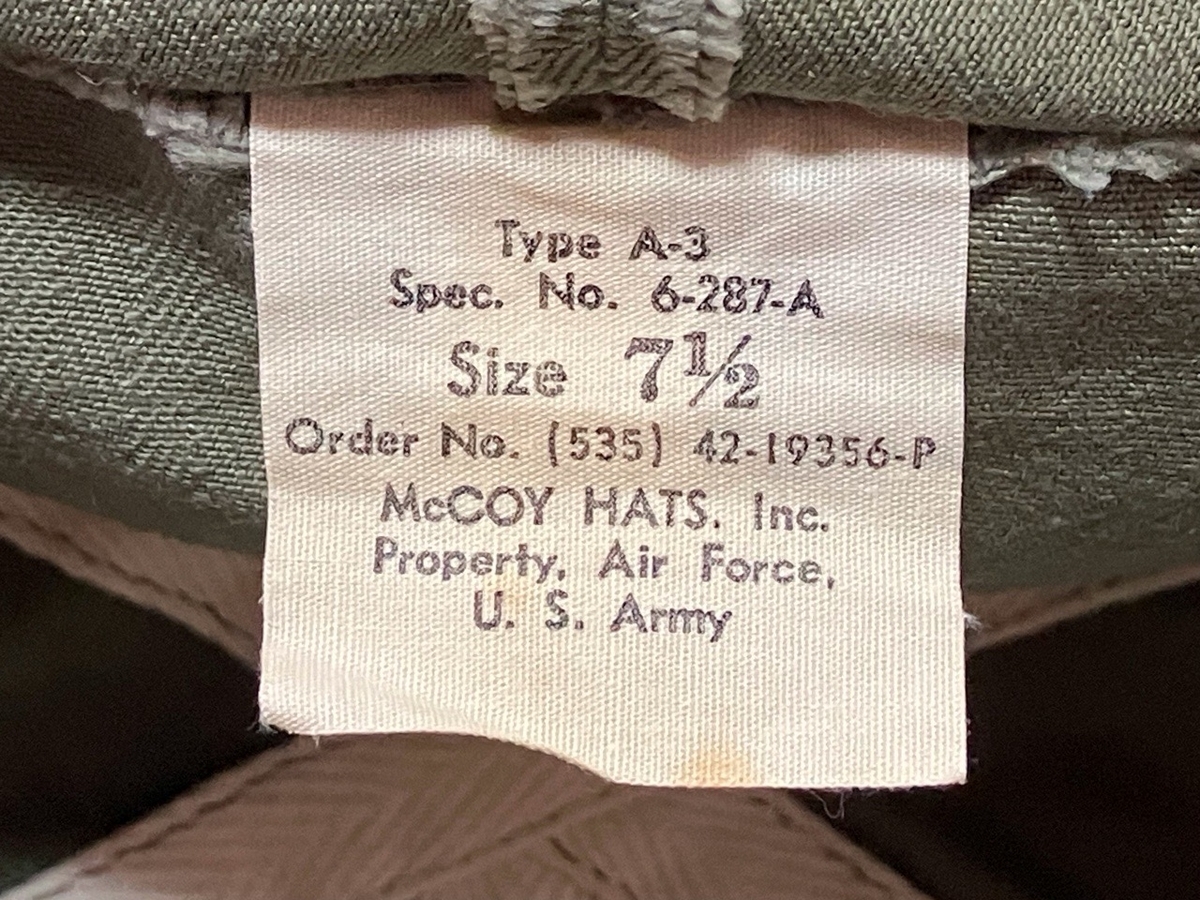 Type A-3
Spec. No. 6-287-A
Size 7½
Order No. (535) 42-19356-P
McCOY HATS, Inc.
Property, Air Force,
U. S. Army